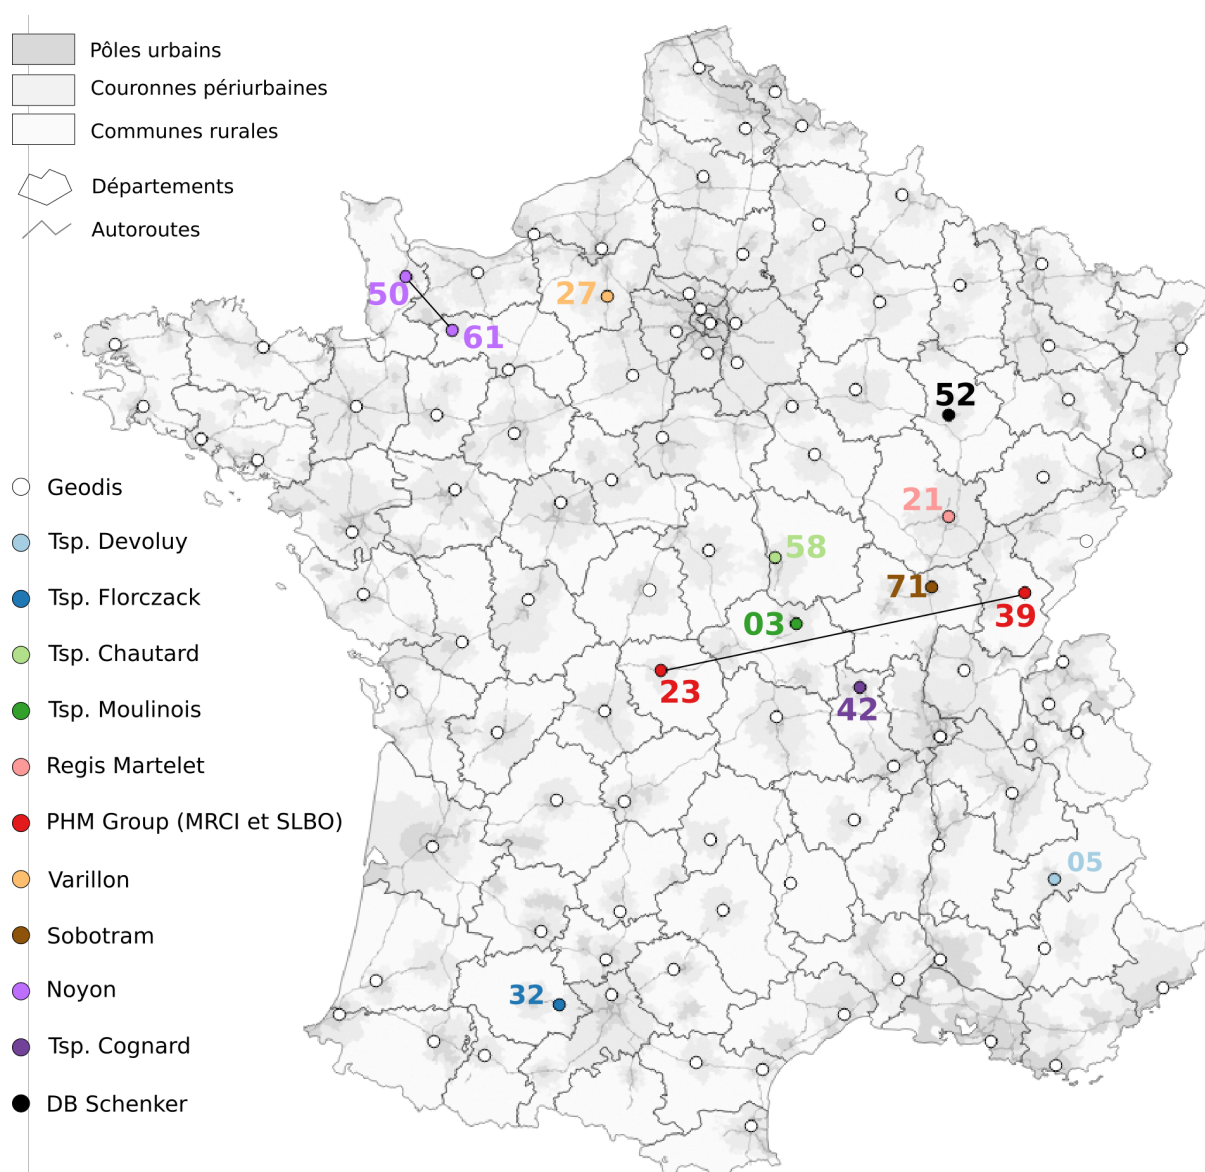 Pôles urbains
Couronnes périurbaines
Communes rurales
Départements
Autoroutes
50
61
27
52
21
58
71
03
39
23
42
05
32
Geodis
Tsp. Devoluy
Tsp. Florczack
Tsp. Chautard
Tsp. Moulinois
Regis Martelet
PHM Group (MRCI et SLBO)
Varillon
Sobotram
Noyon
Tsp. Cognard
DB Schenker